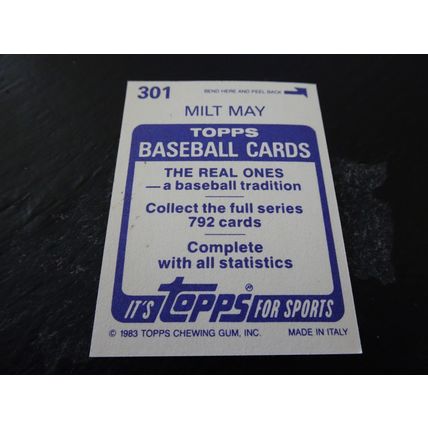 301 BEND HERE AND PEEL BACK
MILT MAY
TOPPS
BASEBALL CARDS
THE REAL ONES
—a baseball tradition
Collect the full series
792 cards
Complete
with all statistics
IT'S Topps® FOR SPORTS
© 1983 TOPPS CHEWING GUM, INC. MADE IN ITALY